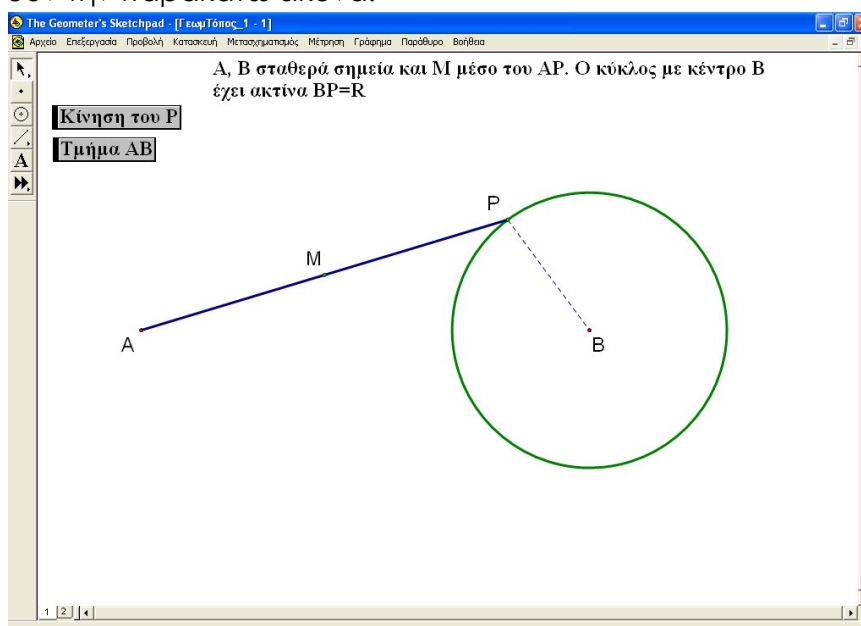 The Geometer's Sketchpad - [ΓεωμΤόπος_1 - 1]
Αρχείο Επεξεργασία Προβολή Κατασκευή Μετασχηματισμός Μέτρηση Γράφημα Παράθυρο Βοήθεια
Α, Β σταθερά σημεία και Μ μέσο του ΑΡ. Ο κύκλος με κέντρο Β
έχει ακτίνα ΒΡ=R
Κίνηση του Ρ
Τμήμα ΑΒ
A
P
M
A
B
1 2